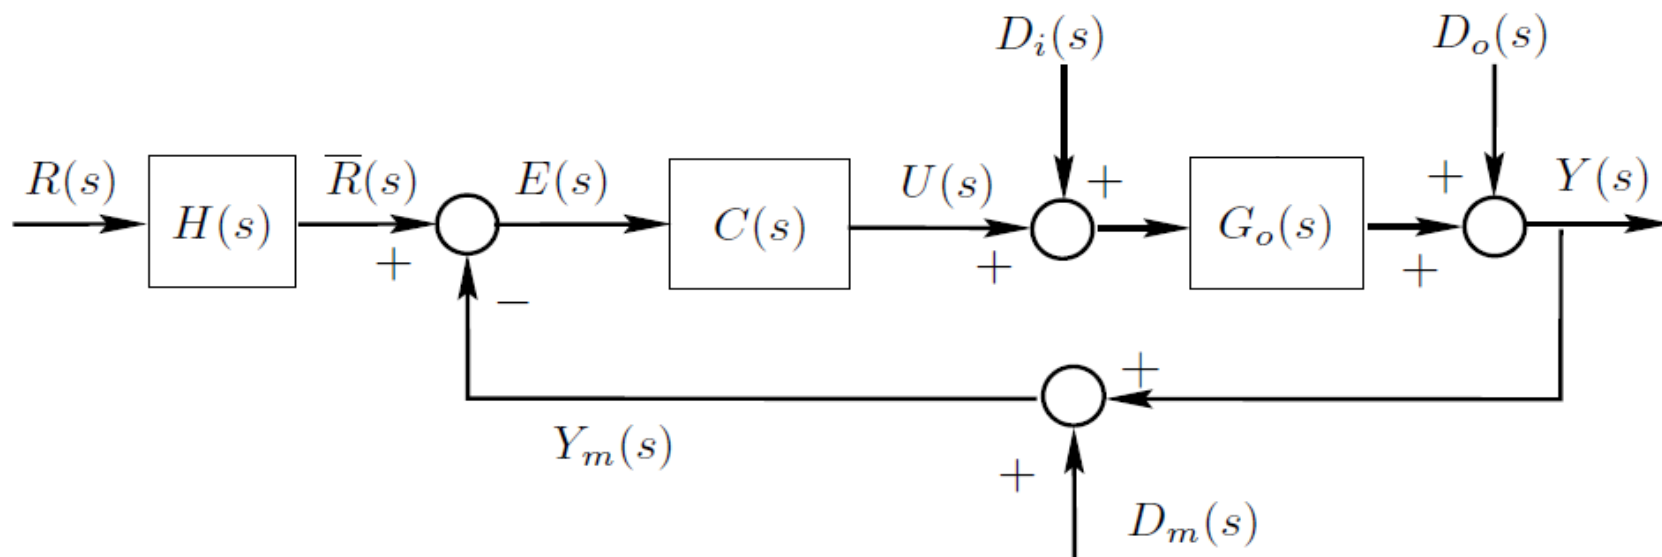 D_i(s) D_o(s)
R(s) R̅(s) E(s) U(s) + + Y(s)
H(s) C(s) G_o(s)
+ + +
−
+
Y_m(s) +
D_m(s)